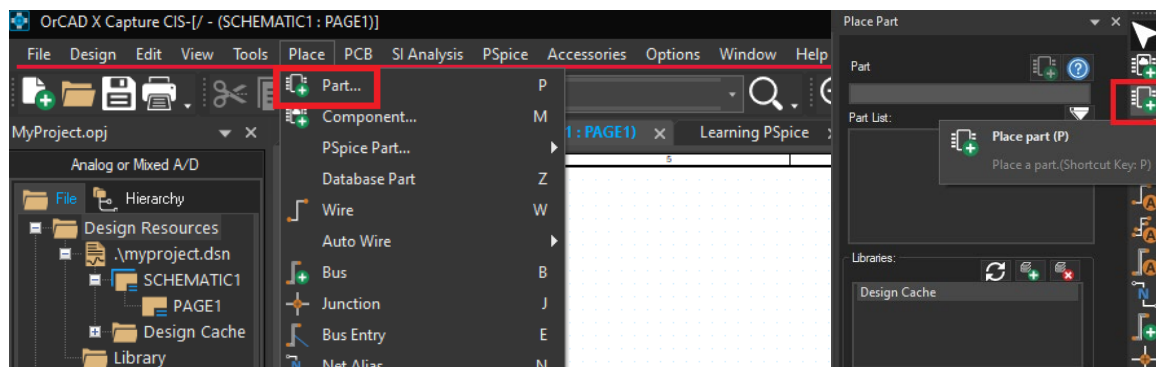 OrCAD X Capture CIS-[/ - (SCHEMATIC1 : PAGE1)]
File Design Edit View Tools Place PCB SI Analysis PSpice Accessories Options Window Help
MyProject.opj
Analog or Mixed A/D
File Hierarchy
Design Resources
.\myproject.dsn
SCHEMATIC1
PAGE1
Design Cache
Library
Part... P
Component... M
PSpice Part...
Database Part Z
Wire W
Auto Wire
Bus B
Junction J
Bus Entry E
Net Alias N
1 : PAGE1) Learning PSpice
5
Place Part
Part
Part List:
Place part (P)
Place a part.(Shortcut Key: P)
Libraries:
Design Cache